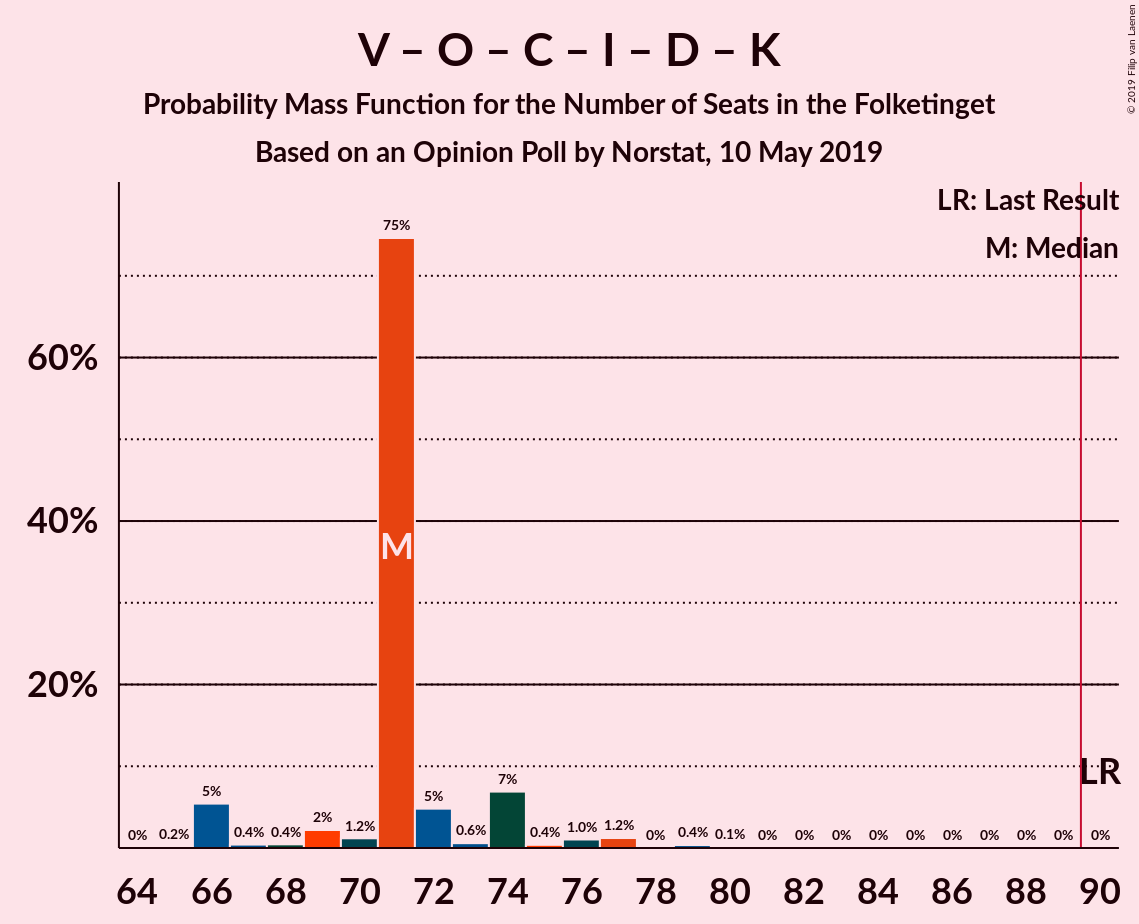 V – O – C – I – D – K
Probability Mass Function for the Number of Seats in the Folketinget
Based on an Opinion Poll by Norstat, 10 May 2019
© 2019 Filip van Laenen
LR: Last Result
M: Median
75%
60%
40%
M
20%
LR
0% 0.2% 5% 0.4% 0.4% 2% 1.2% 5% 0.6% 7% 0.4% 1.0% 1.2% 0% 0.4% 0.1% 0% 0% 0% 0% 0% 0% 0% 0% 0% 0%
64 66 68 70 72 74 76 78 80 82 84 86 88 90